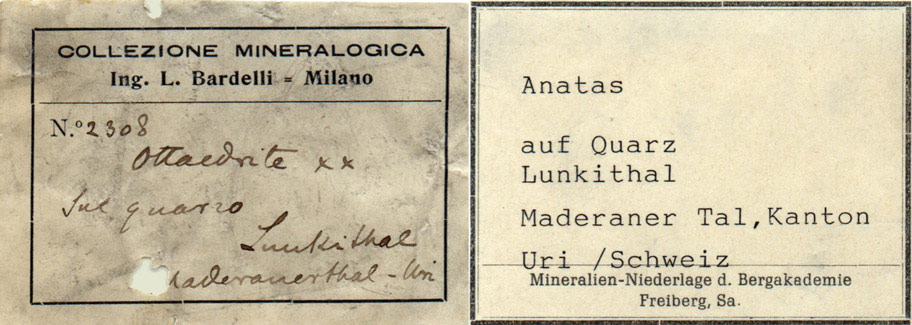 COLLEZIONE MINERALOGICA
Ing. L. Bardelli = Milano
N.º 2308
Ottaedrite xx
sul quarzo
Lunkithal
Maderanerthal - Uri
Anatas
auf Quarz
Lunkithal
Maderaner Tal,Kanton
Uri /Schweiz
Mineralien-Niederlage d. Bergakademie
Freiberg, Sa.